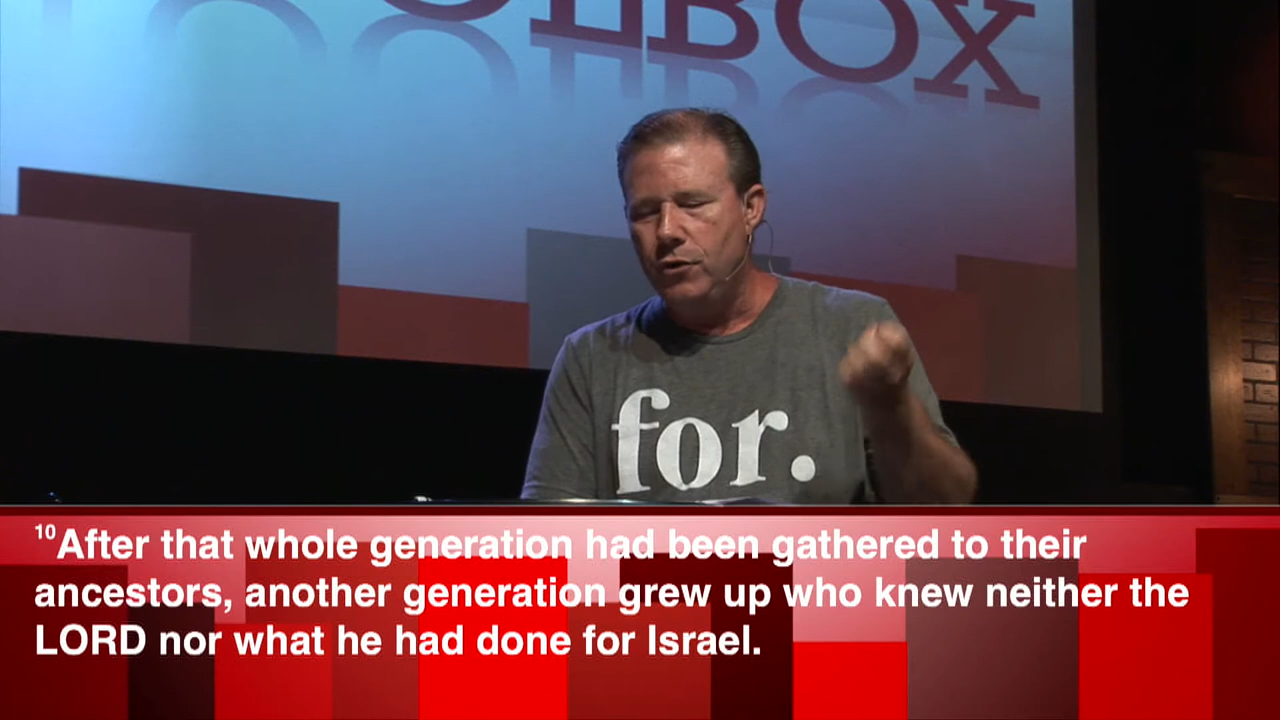 BOX
for.
10After that whole generation had been gathered to their
ancestors, another generation grew up who knew neither the
LORD nor what he had done for Israel.